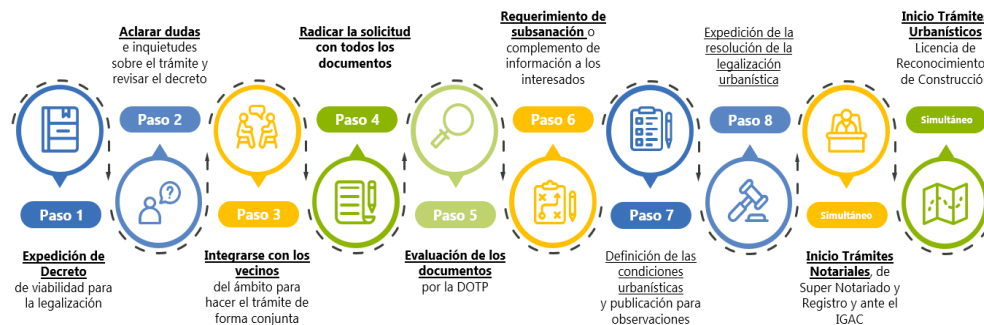 Paso 1
Expedición de
Decreto
de viabilidad para
la legalización
Aclarar dudas
e inquietudes
sobre el trámite y
revisar el decreto
Paso 2
Paso 3
Integrarse con los
vecinos
del ámbito para
hacer el trámite de
forma conjunta
Radicar la solicitud
con todos los
documentos
Paso 4
Paso 5
Evaluación de los
documentos
por la DOTP
Requerimiento de
subsanación o
complemento de
información a los
interesados
Paso 6
Paso 7
Definición de las
condiciones
urbanísticas
y publicación para
observaciones
Expedición de
la resolución de la
legalización
urbanística
Paso 8
Simultáneo
Inicio Trámites
Notariales, de
Super Notariado y
Registro y ante el
IGAC
Inicio Trámites
Urbanísticos
Licencia de
Reconocimiento
de Construcció
Simultáneo